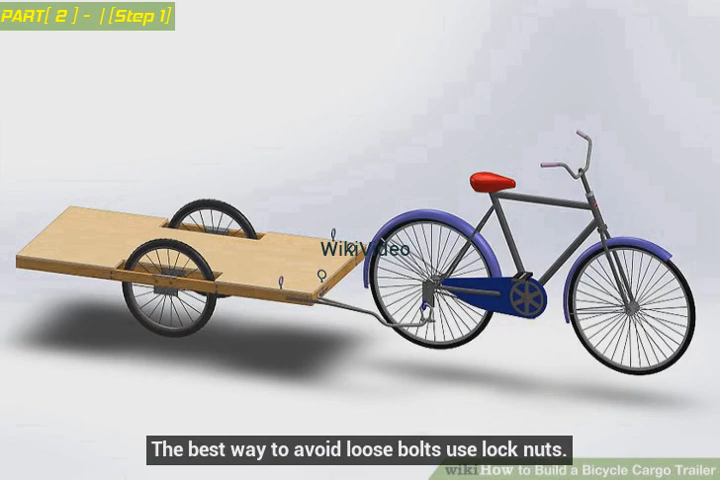 PART[ 2 ] - | [Step 1]
WikiVideo
The best way to avoid loose bolts use lock nuts.
wikiHow to Build a Bicycle Cargo Trailer